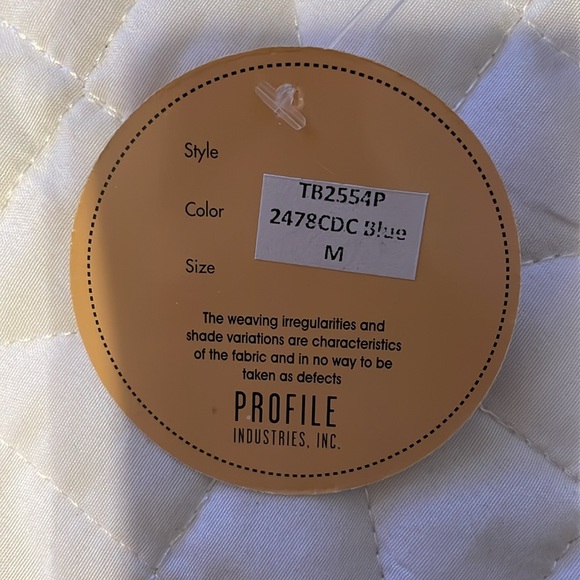 Style
TB2554P
Color
2478CDC Blue
M
Size
The weaving irregularities and
shade variations are characteristics
of the fabric and in no way to be
taken as defects
PROFILE
INDUSTRIES, INC.